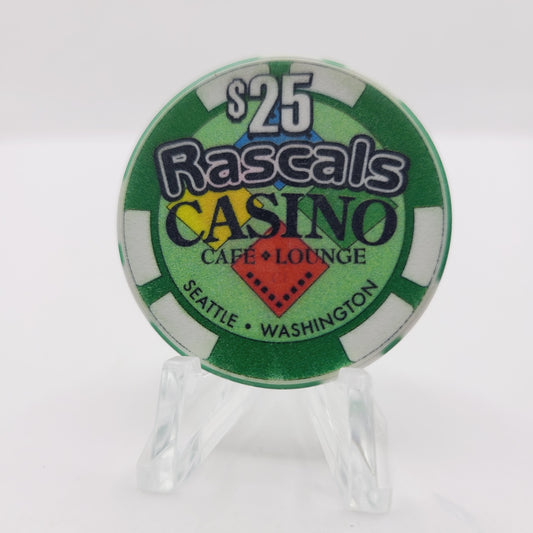 $25
Rascals
CASINO
CAFE • LOUNGE
SEATTLE • WASHINGTON